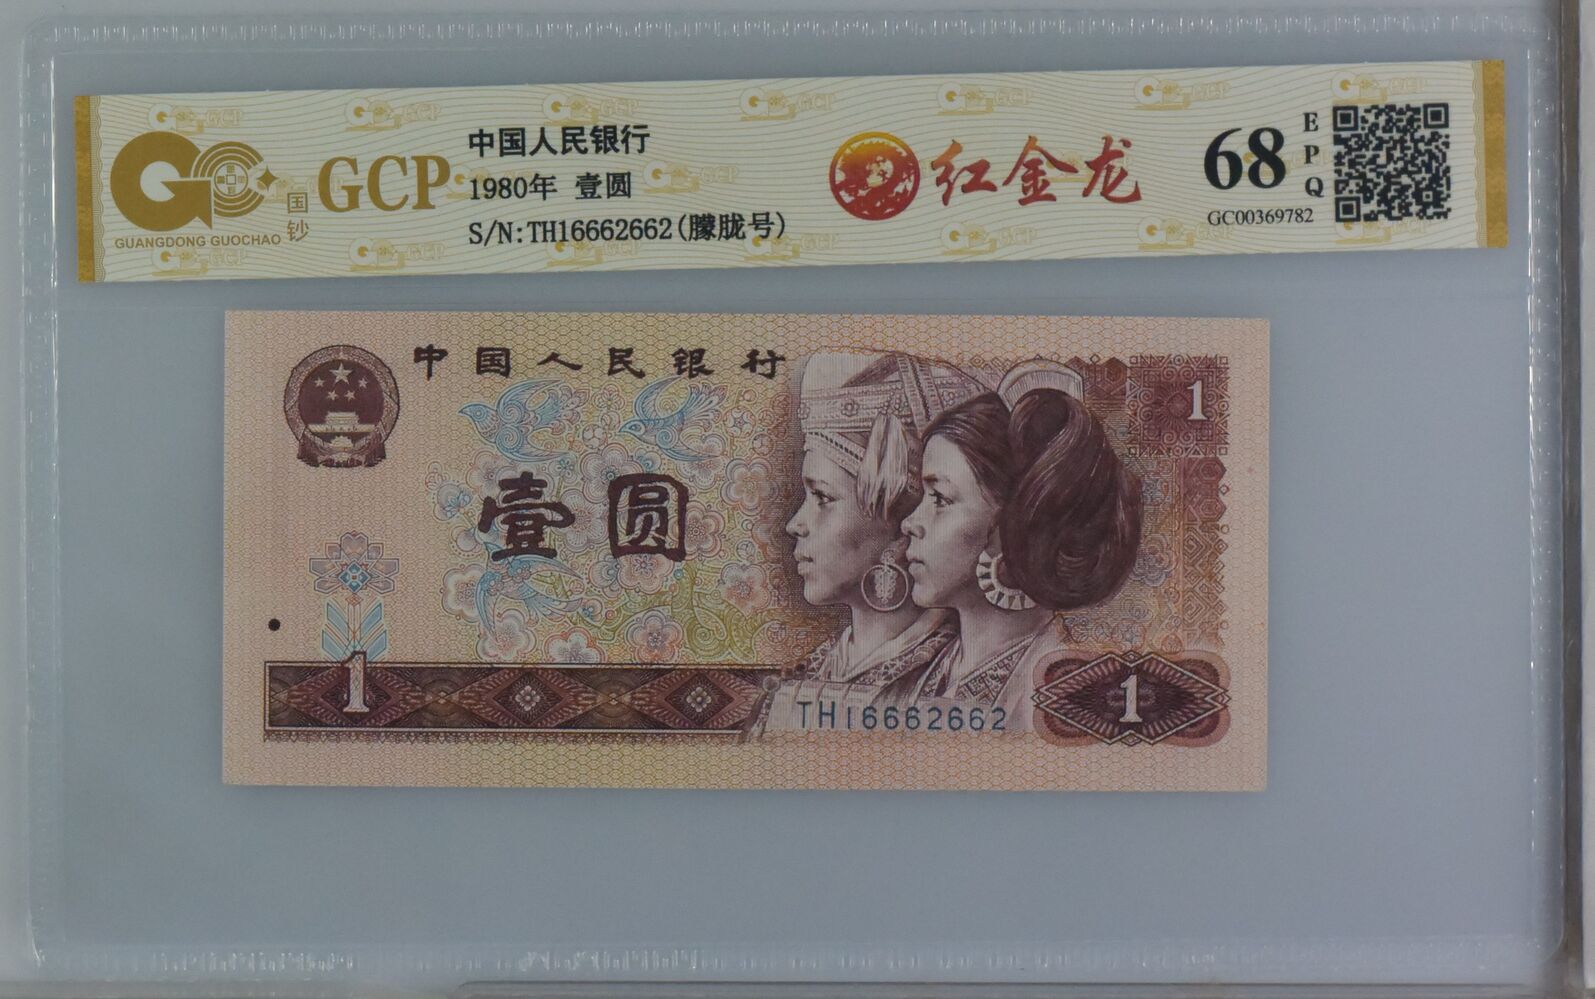 GCP
GUANGDONG GUOCHAO
国钞
中国人民银行
1980年 壹圆
S/N:TH16662662(朦胧号)
红金龙
68
EPQ
GC00369782
中国人民银行
1
壹圆
1
TH16662662
1